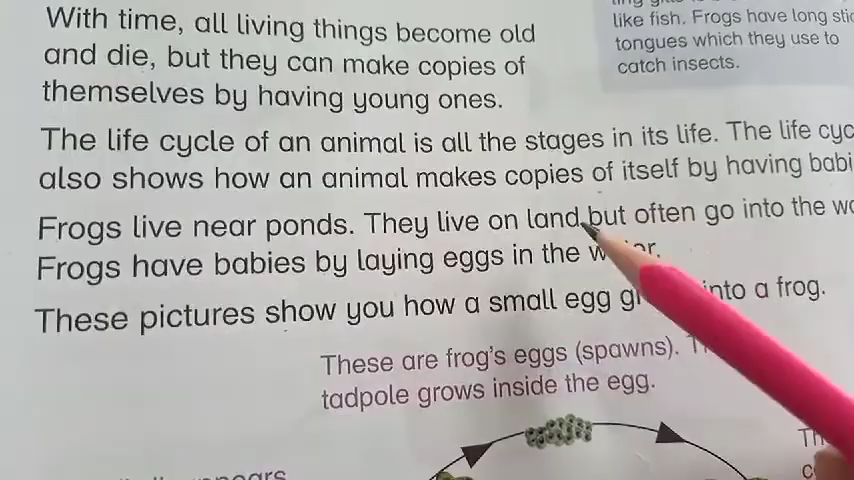 With time, all living things become old
and die, but they can make copies of
themselves by having young ones.
like fish. Frogs have long
tongues which they use to
catch insects.
The life cycle of an animal is all the stages in its life. The life
also shows how an animal makes copies of itself by having
Frogs live near ponds. They live on land but often go into the
Frogs have babies by laying eggs in the
These pictures show you how a small egg into a frog.
These are frog's eggs (spawns).
tadpole grows inside the egg.